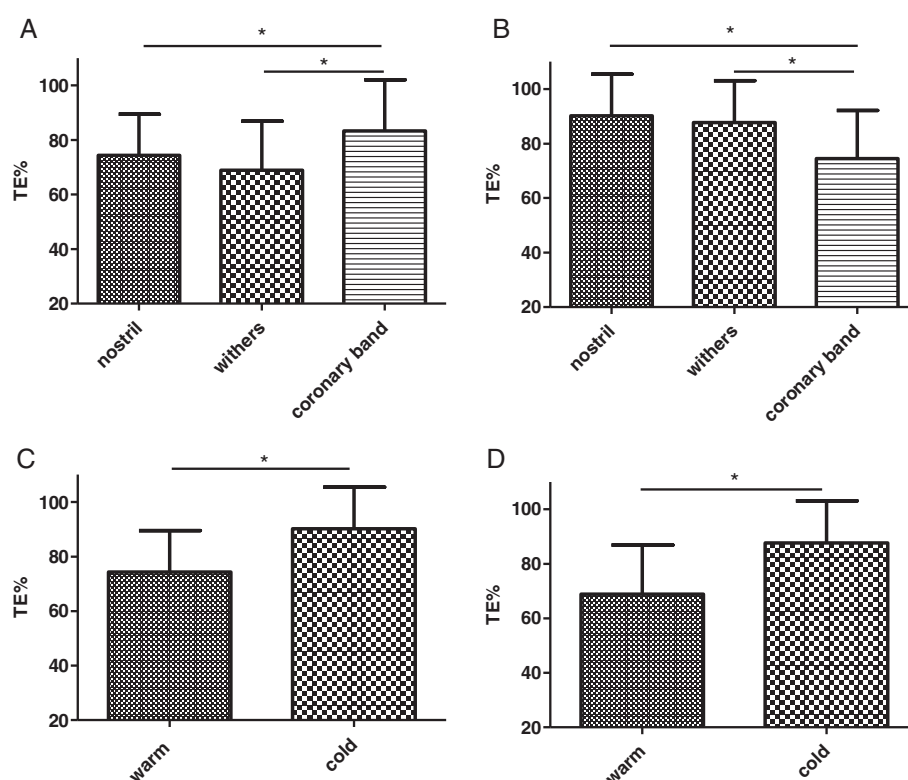 A
*
*
100
80
60
40
20
TE%
nostril
withers
coronary band
B
*
*
100
80
60
40
20
TE%
nostril
withers
coronary band
C
*
100
80
60
40
20
TE%
warm
cold
D
*
100
80
60
40
20
TE%
warm
cold